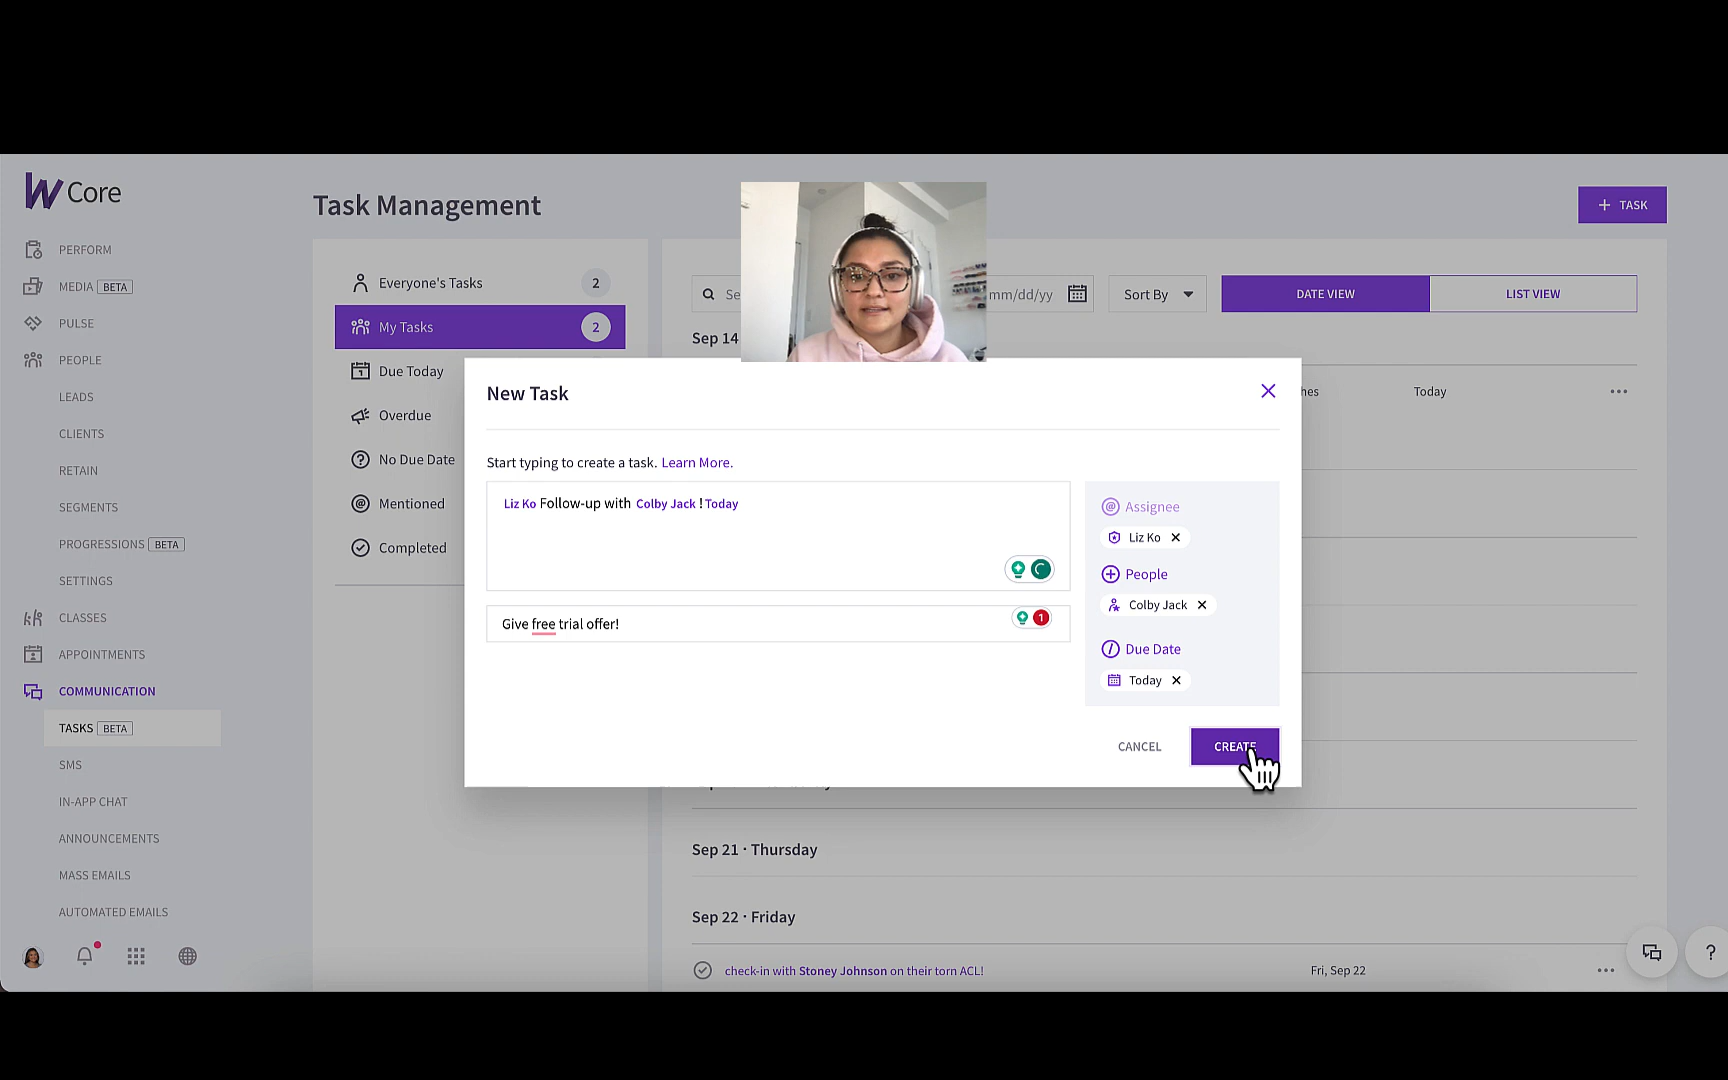 W Core
PERFORM
MEDIA BETA
PULSE
PEOPLE
LEADS
CLIENTS
RETAIN
SEGMENTS
PROGRESSIONS BETA
SETTINGS
CLASSES
APPOINTMENTS
COMMUNICATION
TASKS BETA
SMS
IN-APP CHAT
ANNOUNCEMENTS
MASS EMAILS
AUTOMATED EMAILS
Task Management
+ TASK
Everyone's Tasks 2
My Tasks 2
Due Today
Overdue
No Due Date
Mentioned
Completed
mm/dd/yy
Sort By
DATE VIEW
LIST VIEW
Sep 14
Today
New Task
Start typing to create a task. Learn More.
Liz Ko Follow-up with Colby Jack ! Today
Give free trial offer!
1
@ Assignee
Liz Ko
People
Colby Jack
Due Date
Today
CANCEL
CREATE
Sep 21 · Thursday
Sep 22 · Friday
check-in with Stoney Johnson on their torn ACL!
Fri, Sep 22
?